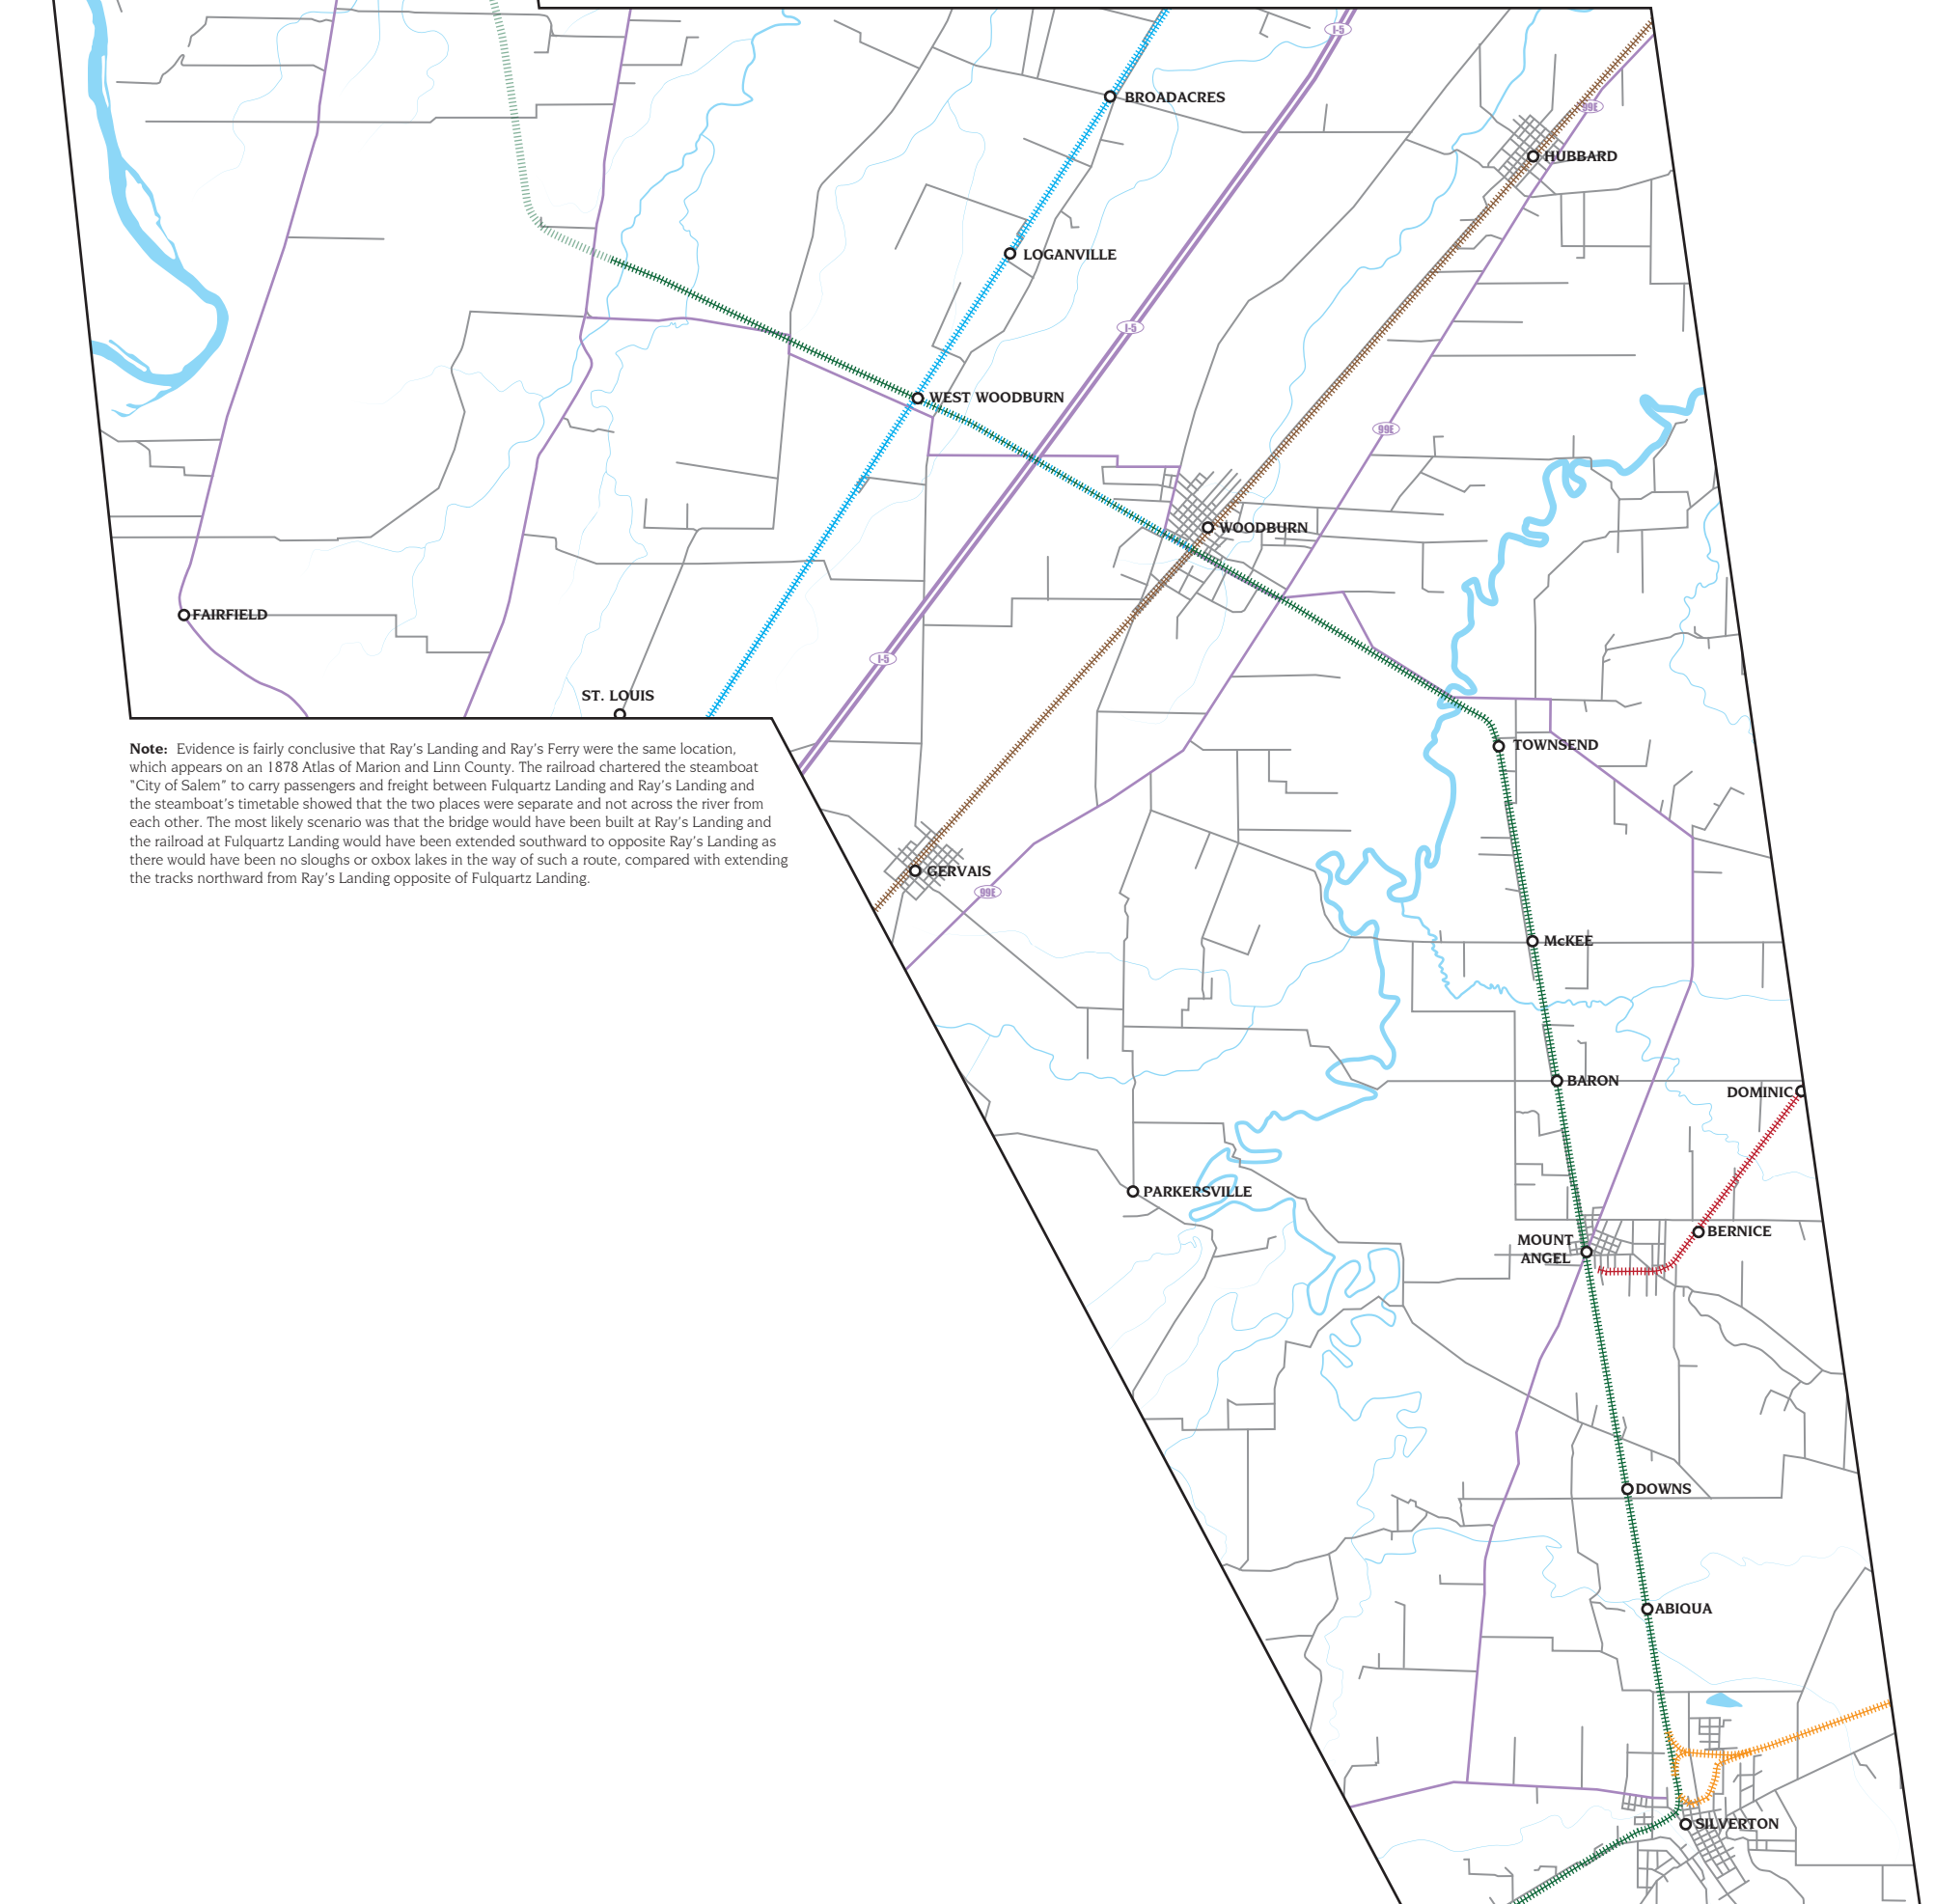 I-5
BROADACRES
99E
HUBBARD
LOGANVILLE
I-5
WEST WOODBURN
99E
WOODBURN
FAIRFIELD
I-5
ST. LOUIS
TOWNSEND
Note: Evidence is fairly conclusive that Ray's Landing and Ray's Ferry were the same location,
which appears on an 1878 Atlas of Marion and Linn County. The railroad chartered the steamboat
"City of Salem" to carry passengers and freight between Fulquartz Landing and Ray's Landing and
the steamboat's timetable showed that the two places were separate and not across the river from
each other. The most likely scenario was that the bridge would have been built at Ray's Landing and
the railroad at Fulquartz Landing would have been extended southward to opposite Ray's Landing as
there would have been no sloughs or oxbox lakes in the way of such a route, compared with extending
the tracks northward from Ray's Landing opposite of Fulquartz Landing.
GERVAIS
99E
McKEE
BARON
DOMINIC
PARKERSVILLE
BERNICE
MOUNT
ANGEL
DOWNS
ABIQUA
SILVERTON